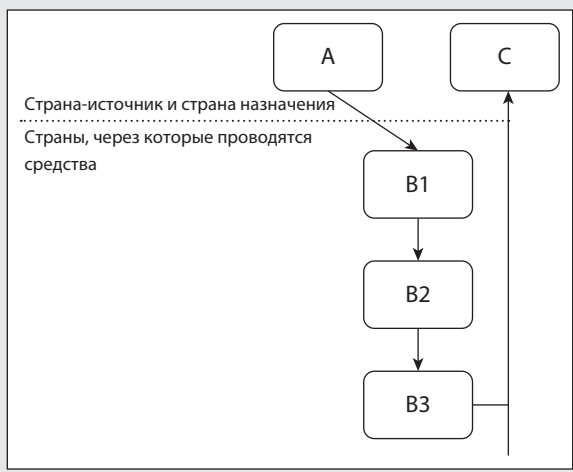 A
C
Страна-источник и страна назначения
Страны, через которые проводятся
средства
B1
B2
B3